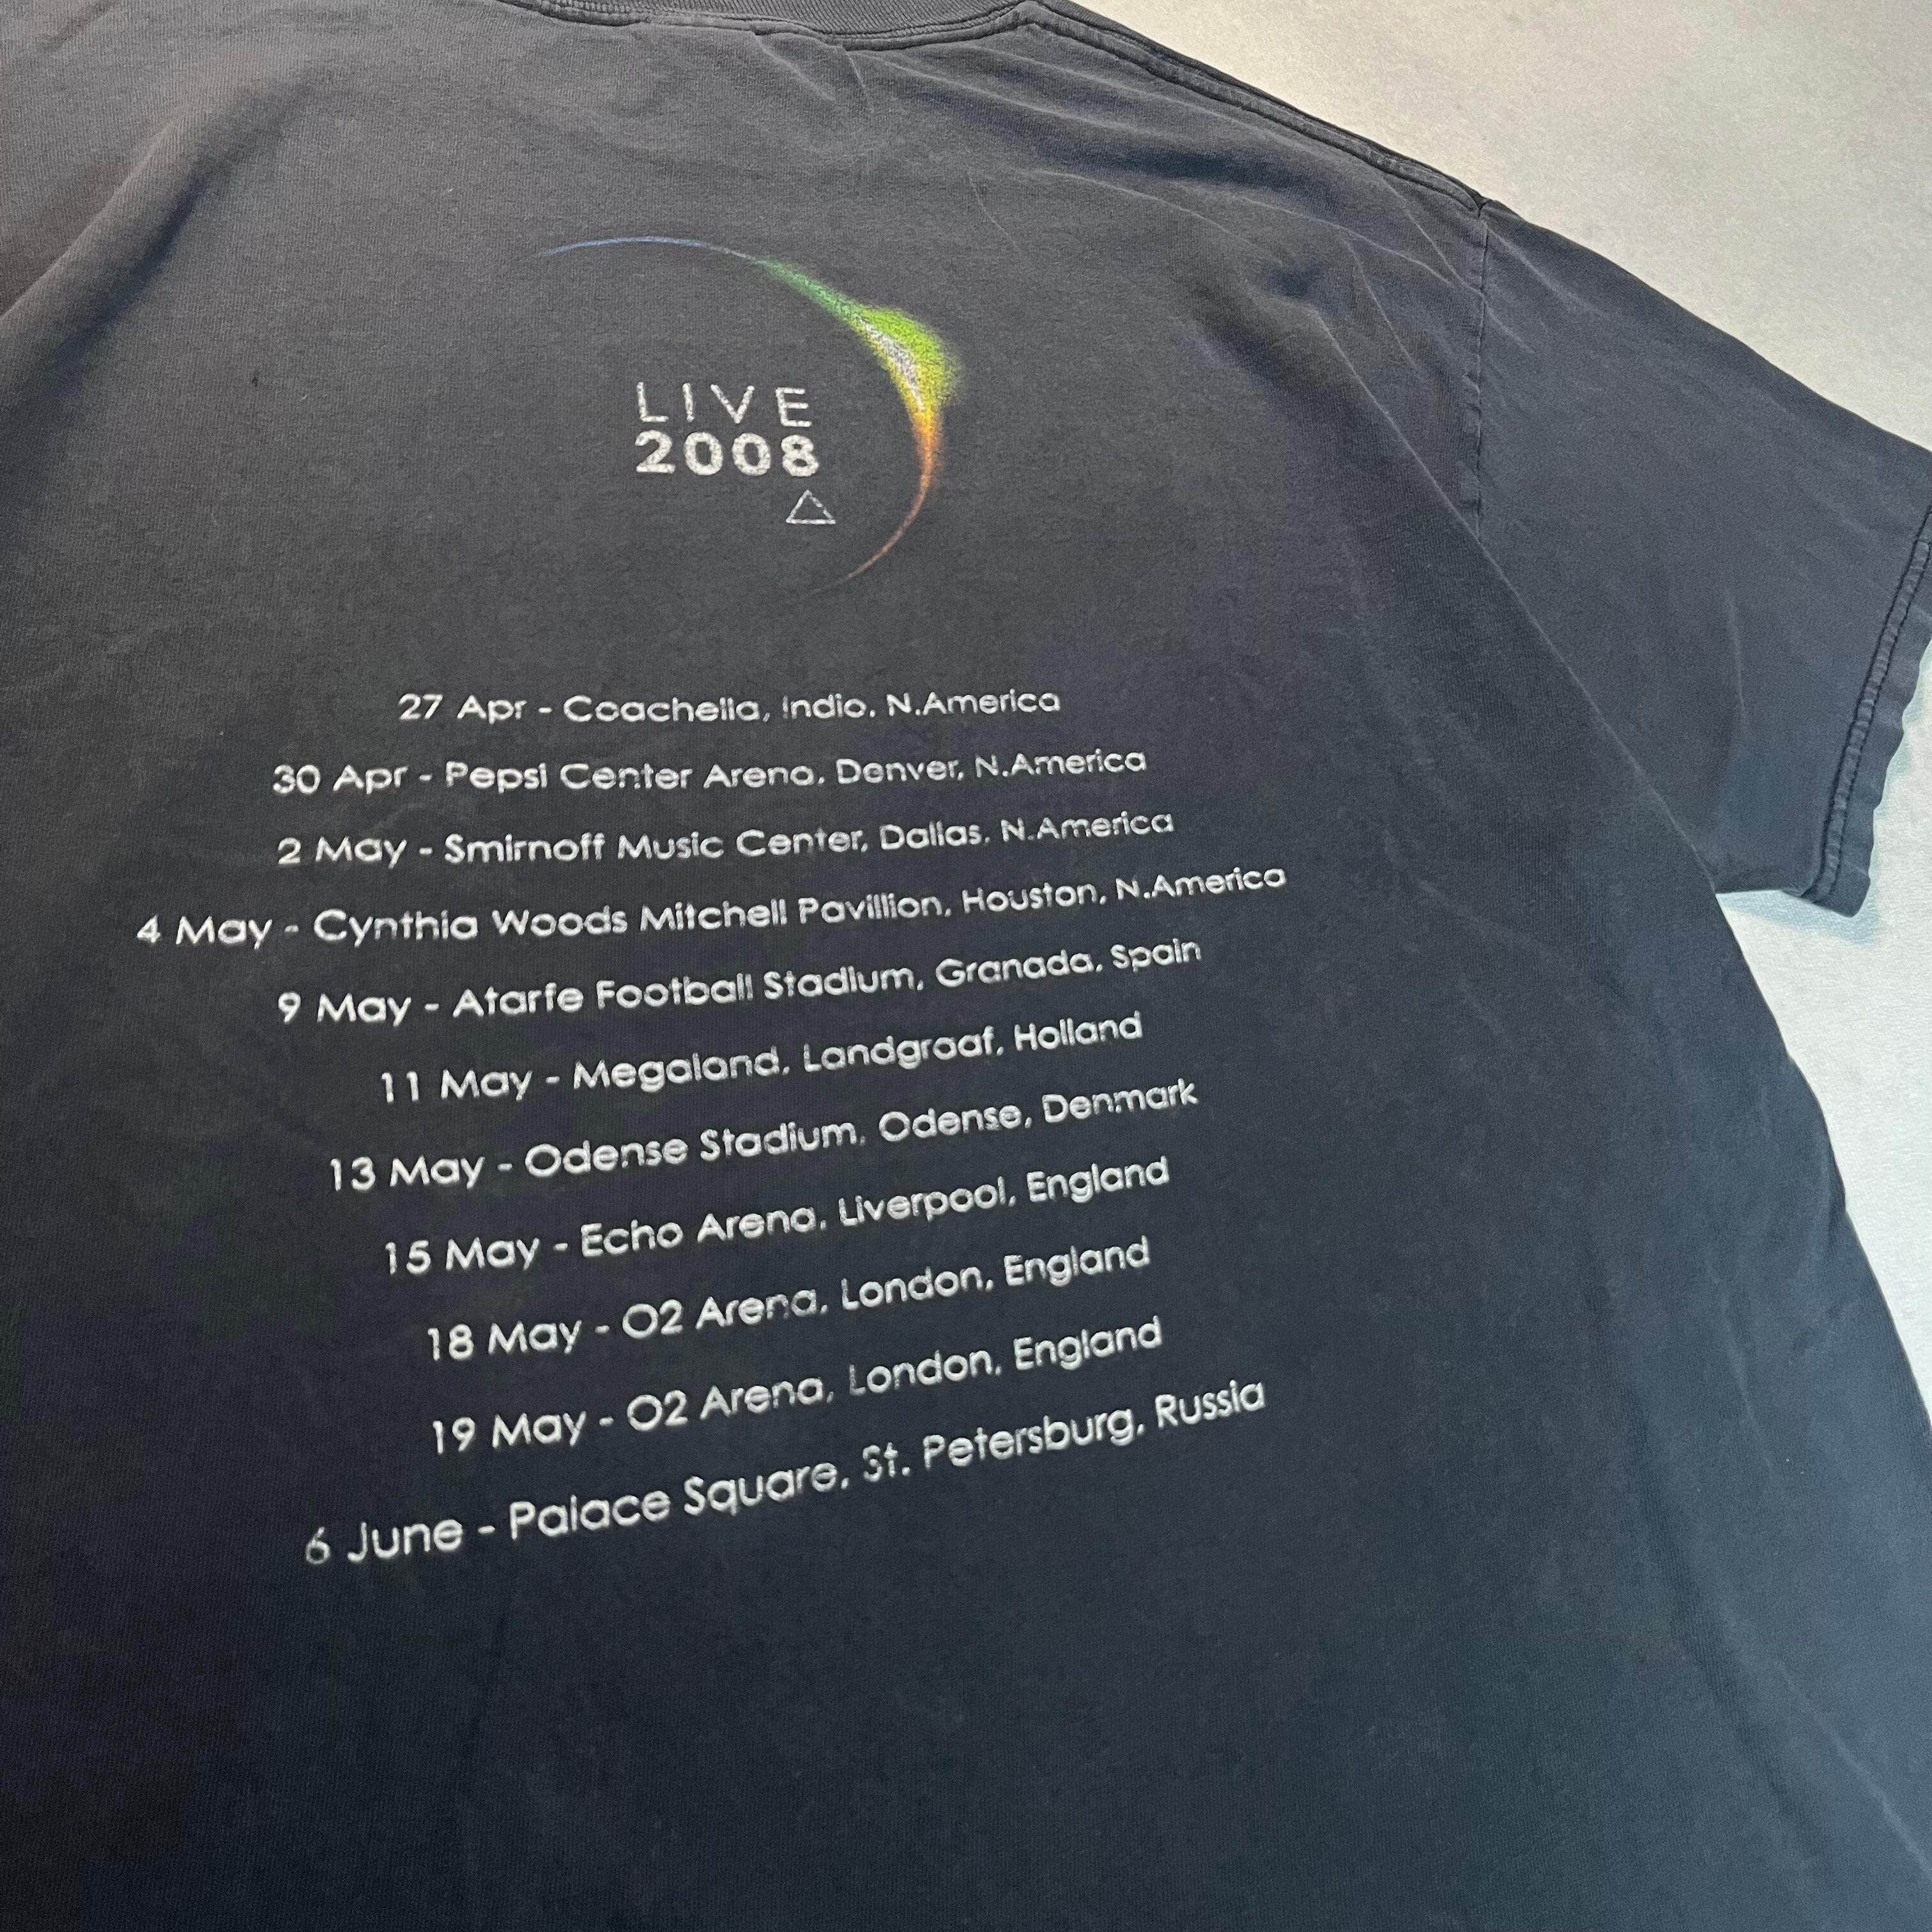 LIVE
2008
27 Apr - Coachella, Indio, N.America
30 Apr - Pepsi Center Arena, Denver, N.America
2 May - Smirnoff Music Center, Dallas, N.America
4 May - Cynthia Woods Mitchell Pavillion, Houston, N.America
9 May - Atarfe Football Stadium, Granada, Spain
11 May - Megaland, Landgraaf, Holland
13 May - Odense Stadium, Odense, Denmark
15 May - Echo Arena, Liverpool, England
18 May - O2 Arena, London, England
19 May - O2 Arena, London, England
6 June - Palace Square, St. Petersburg, Russia